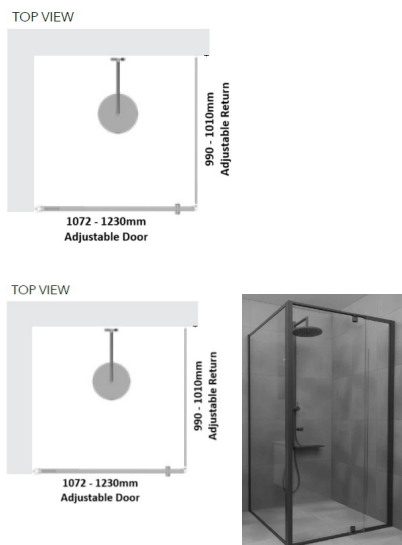 TOP VIEW
990 - 1010mm
Adjustable Return
1072 - 1230mm
Adjustable Door
TOP VIEW
990 - 1010mm
Adjustable Return
1072 - 1230mm
Adjustable Door